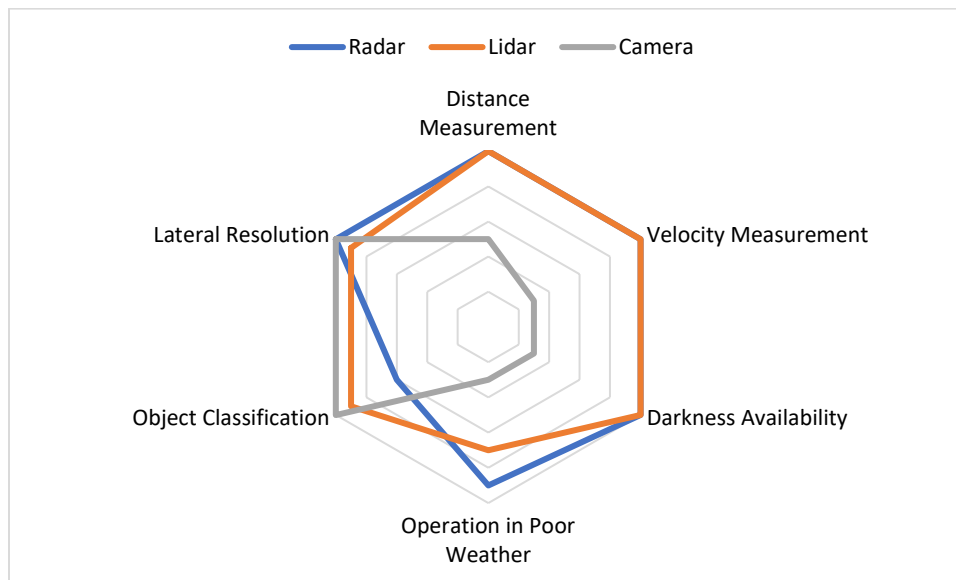 Radar Lidar Camera
Distance
Measurement
Lateral Resolution
Velocity Measurement
Object Classification
Darkness Availability
Operation in Poor
Weather